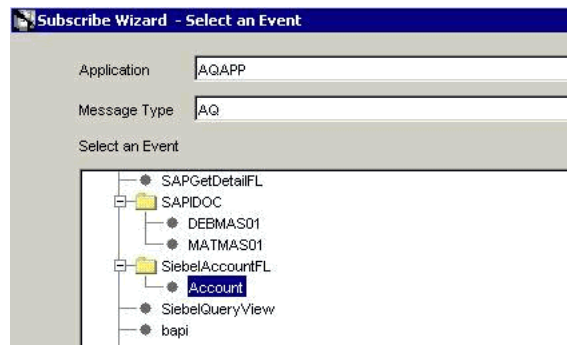 Subscribe Wizard - Select an Event
Application AQAPP
Message Type AQ
Select an Event
SAPGetDetailFL
SAPIDOC
DEBMAS01
MATMAS01
SiebelAccountFL
Account
SiebelQueryView
bapi